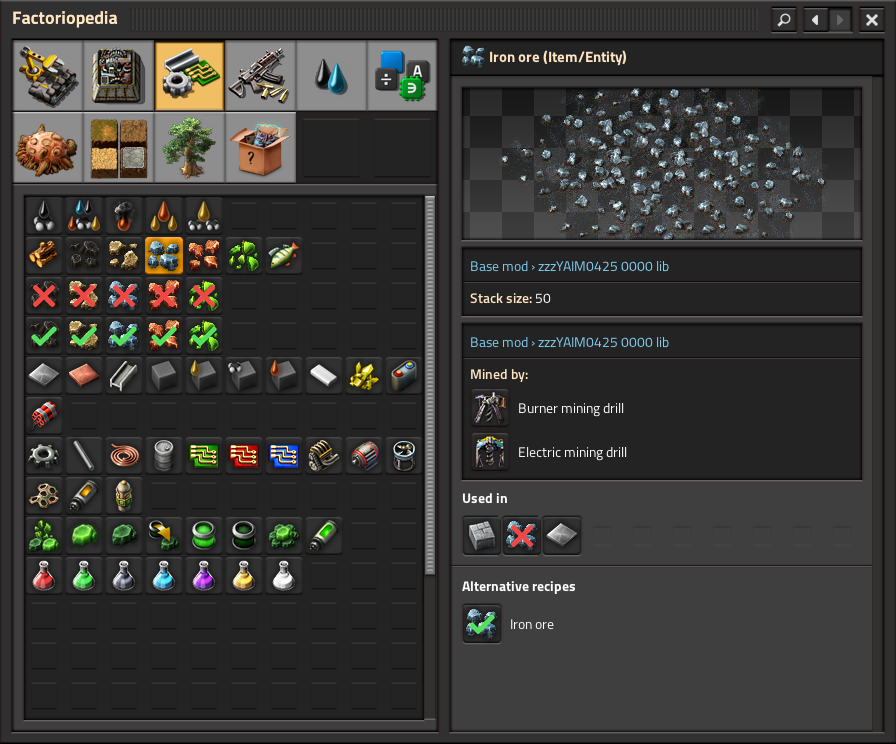 Factoriopedia
Iron ore (Item/Entity)
Base mod › zzzYAIM0425 0000 lib
Stack size: 50
Base mod › zzzYAIM0425 0000 lib
Mined by:
Burner mining drill
Electric mining drill
Used in
Alternative recipes
Iron ore